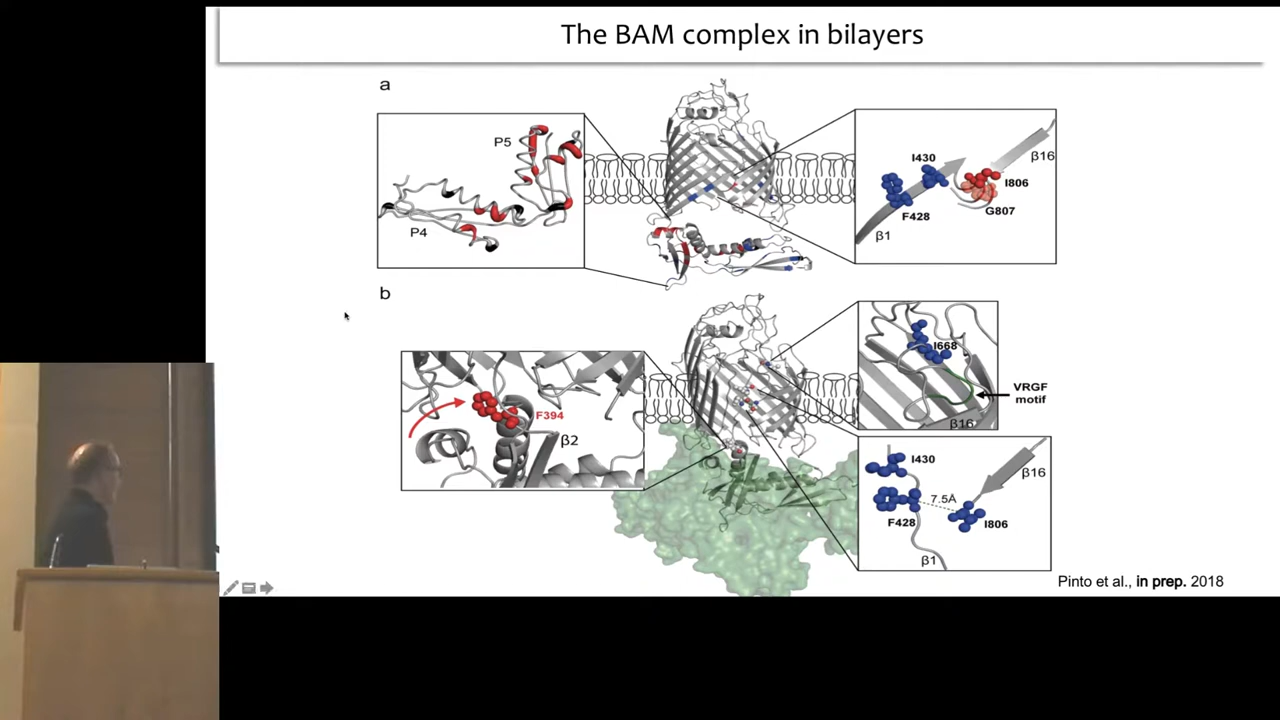 The BAM complex in bilayers
a
P5
P4
I430
β16
I806
G807
F428
β1
b
F394
β2
I668
VRGF
motif
β16
I430
β16
7.5Å
F428
I806
β1
Pinto et al., in prep. 2018